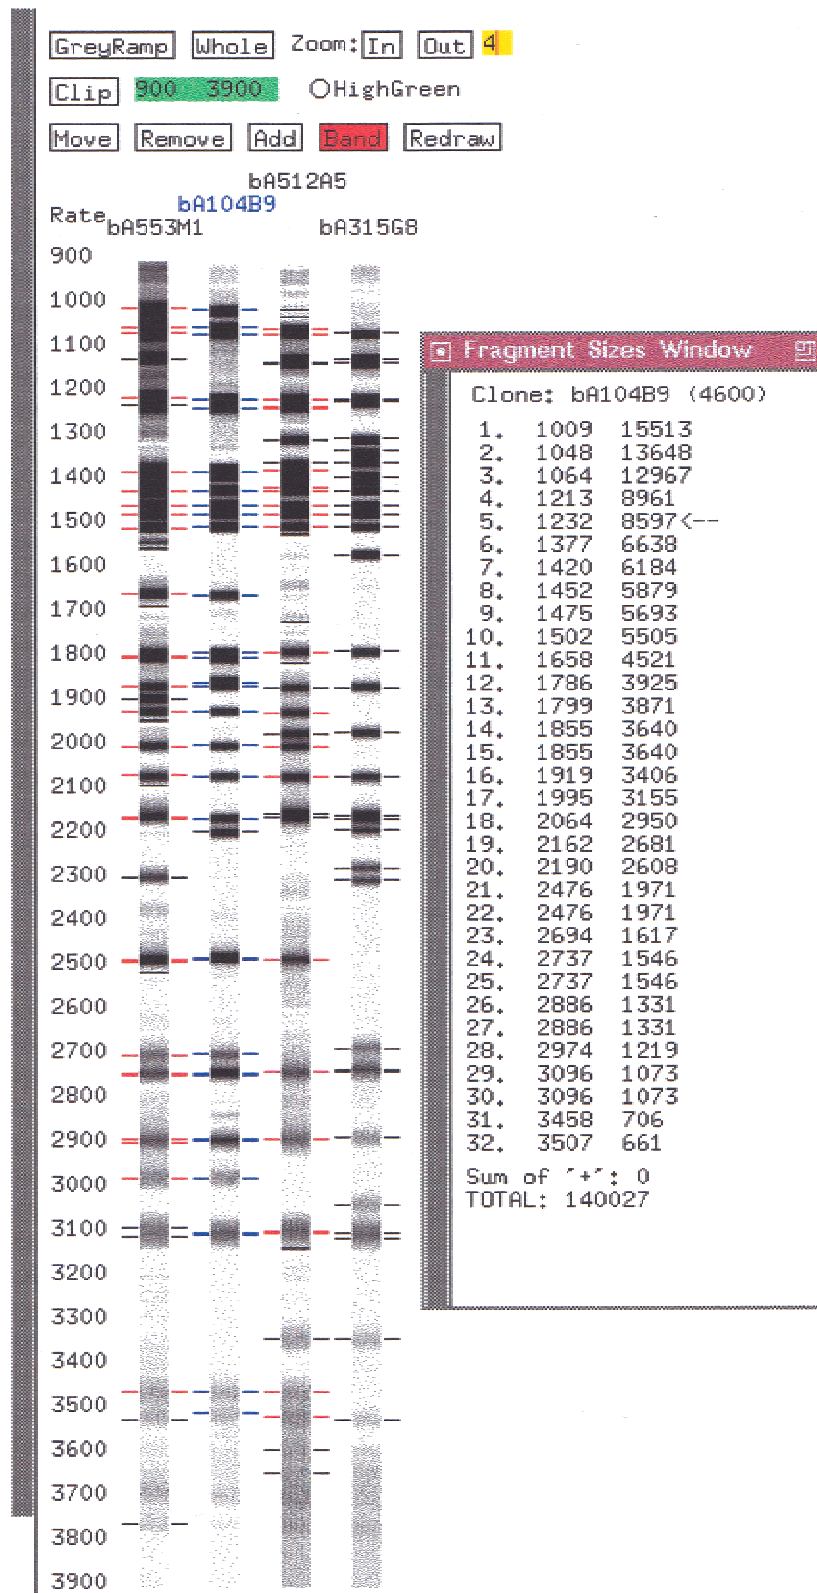 GreyRamp Whole Zoom: In Out 4
Clip 900 3900 HighGreen
Move Remove Add Band Redraw
bA512A5
bA104B9
Rate bA553M1 bA315G8
900
1000
1100
1200
1300
1400
1500
1600
1700
1800
1900
2000
2100
2200
2300
2400
2500
2600
2700
2800
2900
3000
3100
3200
3300
3400
3500
3600
3700
3800
3900
Fragment Sizes Window
Clone: bA104B9 (4600)
1. 1009 15513
2. 1048 13648
3. 1064 12967
4. 1213 8961
5. 1232 8597<--
6. 1377 6638
7. 1420 6184
8. 1452 5879
9. 1475 5693
10. 1502 5505
11. 1658 4521
12. 1786 3925
13. 1799 3871
14. 1855 3640
15. 1855 3640
16. 1919 3406
17. 1995 3155
18. 2064 2950
19. 2162 2681
20. 2190 2608
21. 2476 1971
22. 2476 1971
23. 2694 1617
24. 2737 1546
25. 2737 1546
26. 2886 1331
27. 2886 1331
28. 2974 1219
29. 3096 1073
30. 3096 1073
31. 3458 706
32. 3507 661
Sum of "+": 0
TOTAL: 140027